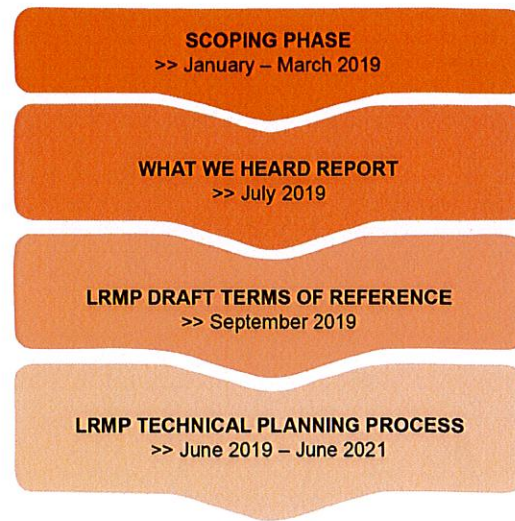 SCOPING PHASE
>> January – March 2019
WHAT WE HEARD REPORT
>> July 2019
LRMP DRAFT TERMS OF REFERENCE
>> September 2019
LRMP TECHNICAL PLANNING PROCESS
>> June 2019 – June 2021